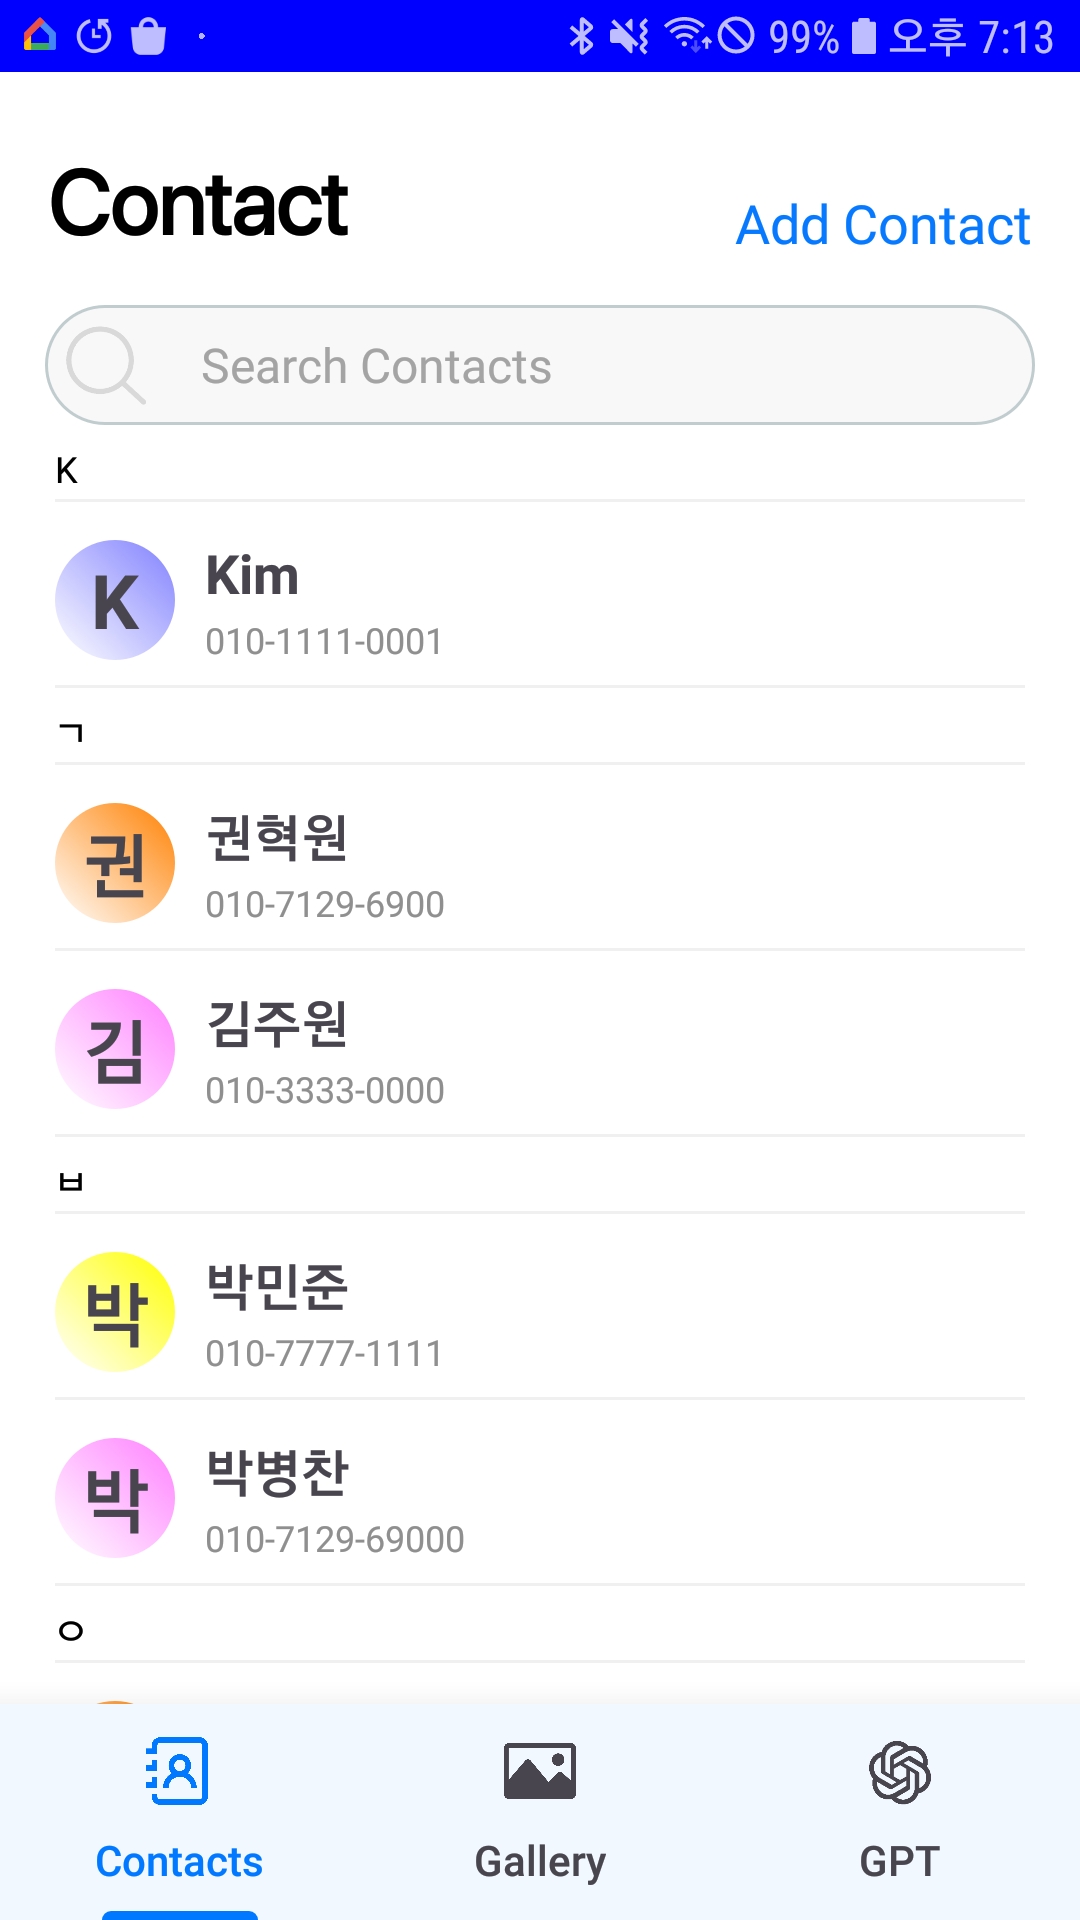 99% 오후 7:13
Contact
Add Contact
Search Contacts
K
K
Kim
010-1111-0001
ㄱ
권
권혁원
010-7129-6900
김
김주원
010-3333-0000
ㅂ
박
박민준
010-7777-1111
박
박병찬
010-7129-69000
ㅇ
Contacts
Gallery
GPT